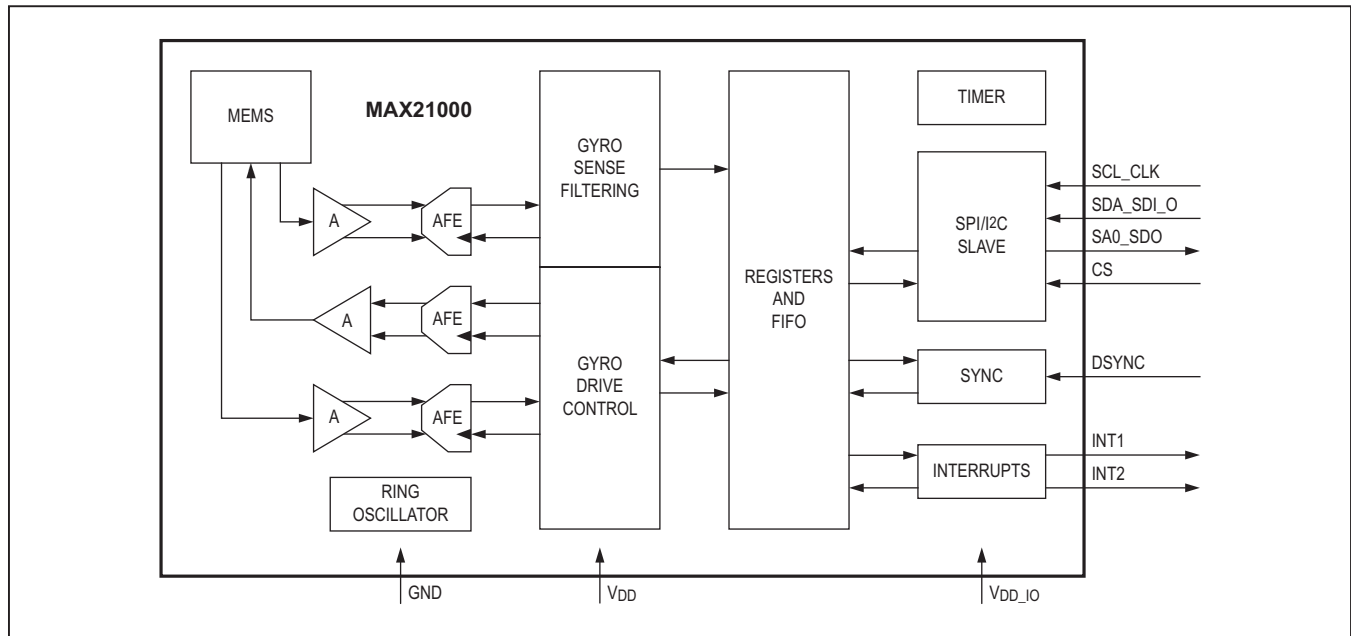 MAX21000
MEMS
A
AFE
A
AFE
A
AFE
RING
OSCILLATOR
GYRO
SENSE
FILTERING
GYRO
DRIVE
CONTROL
REGISTERS
AND
FIFO
TIMER
SPI/I2C
SLAVE
SYNC
INTERRUPTS
SCL_CLK
SDA_SDI_O
SA0_SDO
CS
DSYNC
INT1
INT2
GND
VDD
VDD_IO